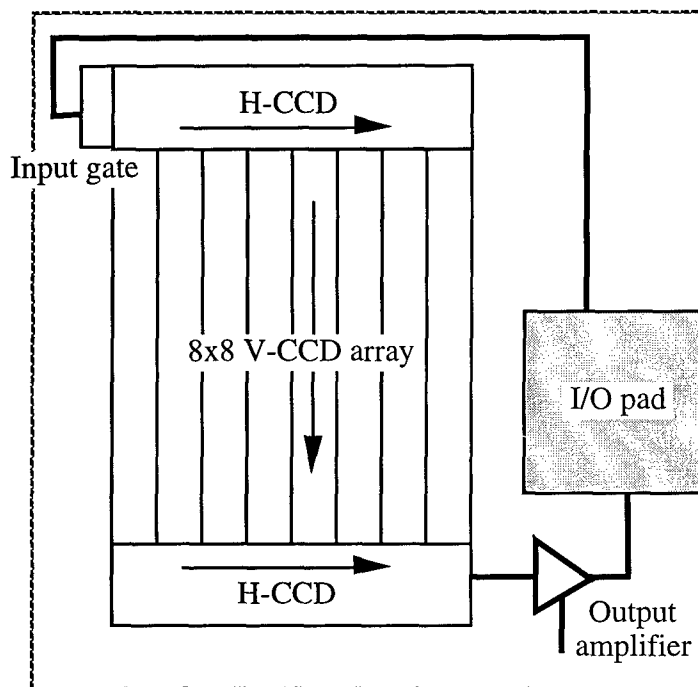 H-CCD
Input gate
8x8 V-CCD array
I/O pad
H-CCD
Output
amplifier